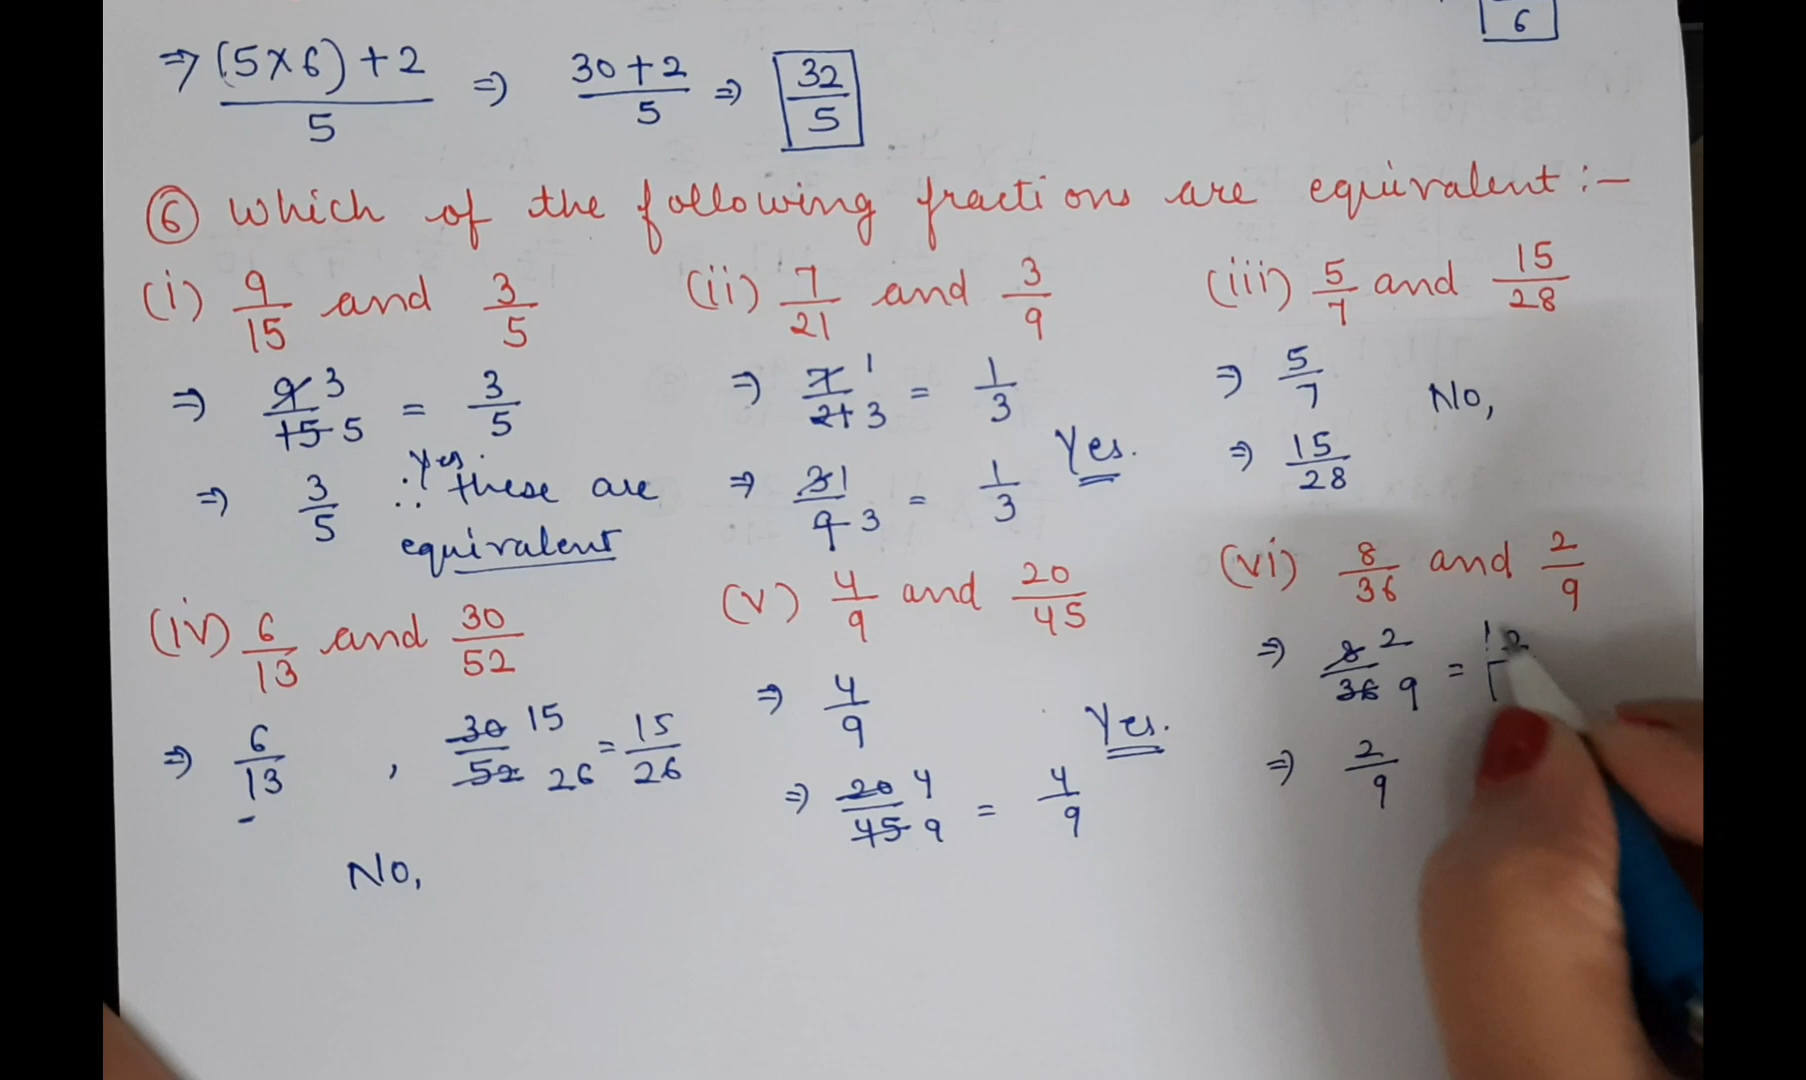 6
⇒ (5×6)+2 / 5 ⇒ 30+2 / 5 ⇒ 32/5
⑥ Which of the following fractions are equivalent :-
(i) 9/15 and 3/5 (ii) 7/21 and 3/9 (iii) 5/7 and 15/28
⇒ 9 3 / 15 5 = 3/5
⇒ 3/5 Yes. ∴ these are
equivalent
⇒ 7 1 / 21 3 = 1/3
⇒ 3 1 / 9 3 = 1/3 Yes.
⇒ 5/7 No,
⇒ 15/28
(iv) 6/13 and 30/52 (v) 4/9 and 20/45 (vi) 8/36 and 2/9
⇒ 6/13 , 30 15 / 52 26 = 15/26
No,
⇒ 4/9 Yes.
⇒ 20 4 / 45 9 = 4/9
⇒ 8 2 / 36 9 =
⇒ 2/9